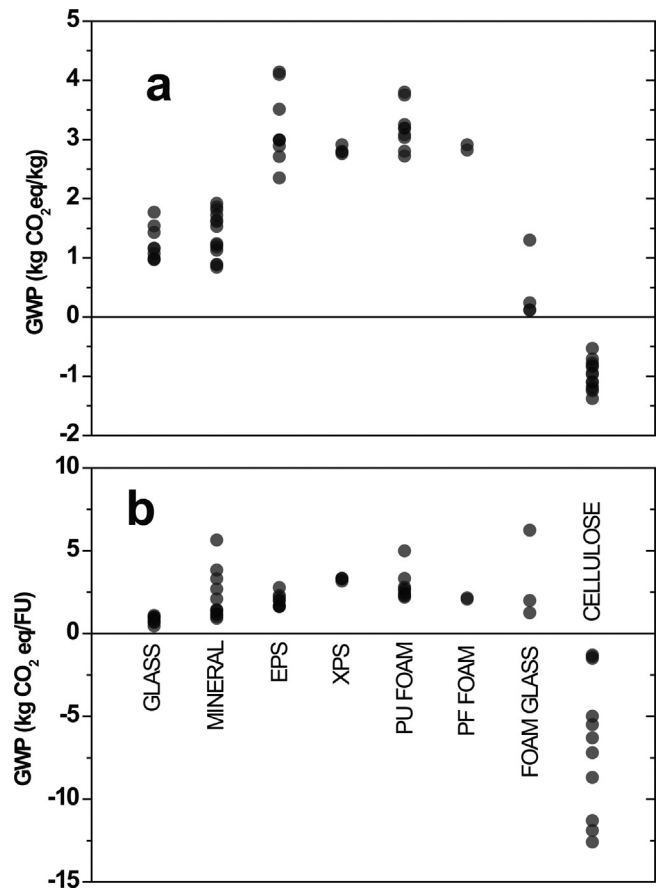 a
GWP (kg CO2eq/kg)
5
4
3
2
1
0
-1
-2
b
GWP (kg CO2 eq/FU)
10
5
0
-5
-10
-15
GLASS
MINERAL
EPS
XPS
PU FOAM
PF FOAM
FOAM GLASS
CELLULOSE